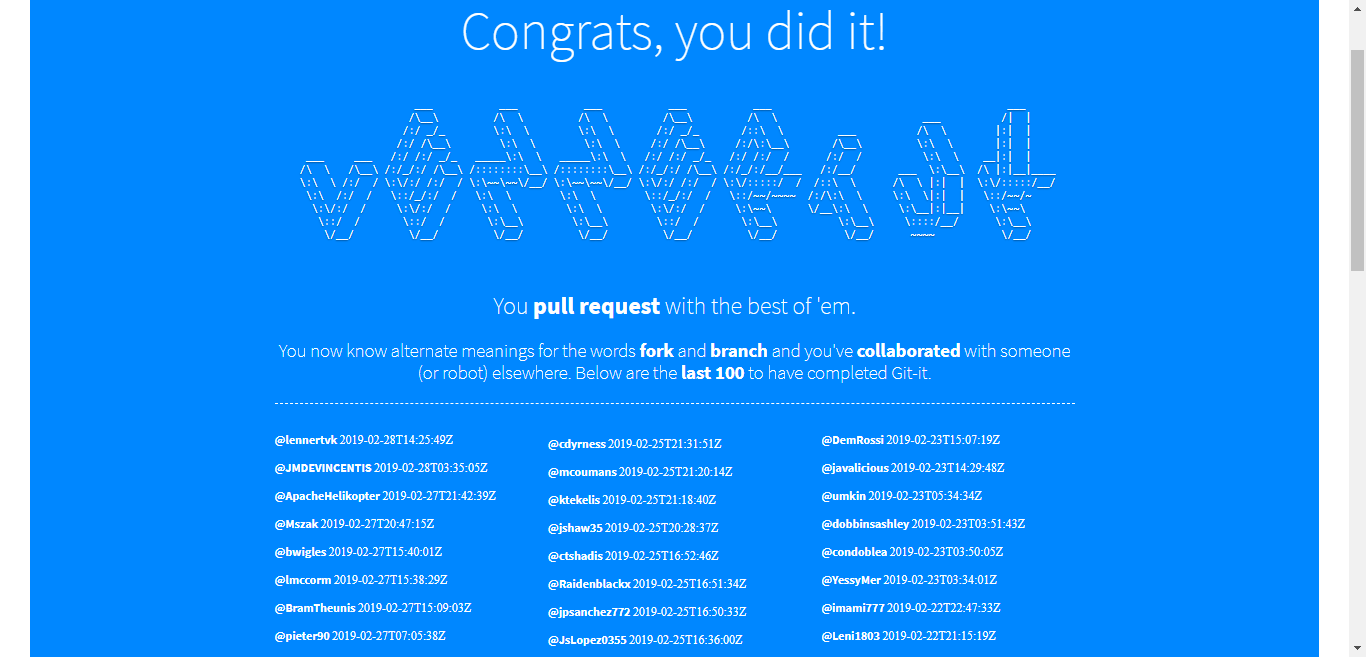 Congrats, you did it!
You pull request with the best of 'em.
You now know alternate meanings for the words fork and branch and you've collaborated with someone
(or robot) elsewhere. Below are the last 100 to have completed Git-it.
@lennertvk 2019-02-28T14:25:49Z
@JMDEVINCENTIS 2019-02-28T03:35:05Z
@ApacheHelikopter 2019-02-27T21:42:39Z
@Mszak 2019-02-27T20:47:15Z
@bwigles 2019-02-27T15:40:01Z
@lmccorm 2019-02-27T15:38:29Z
@BramTheunis 2019-02-27T15:09:03Z
@pieter90 2019-02-27T07:05:38Z
@cdyrness 2019-02-25T21:31:51Z
@mcoumans 2019-02-25T21:20:14Z
@ktekelis 2019-02-25T21:18:40Z
@jshaw35 2019-02-25T20:28:37Z
@ctshadis 2019-02-25T16:52:46Z
@Raidenblackx 2019-02-25T16:51:34Z
@jpsanchez772 2019-02-25T16:50:33Z
@JsLopez0355 2019-02-25T16:36:00Z
@DemRossi 2019-02-23T15:07:19Z
@javalicious 2019-02-23T14:29:48Z
@umkin 2019-02-23T05:34:34Z
@dobbinsashley 2019-02-23T03:51:43Z
@condoblea 2019-02-23T03:50:05Z
@YessyMer 2019-02-23T03:34:01Z
@imami777 2019-02-22T22:47:33Z
@Leni1803 2019-02-22T21:15:19Z